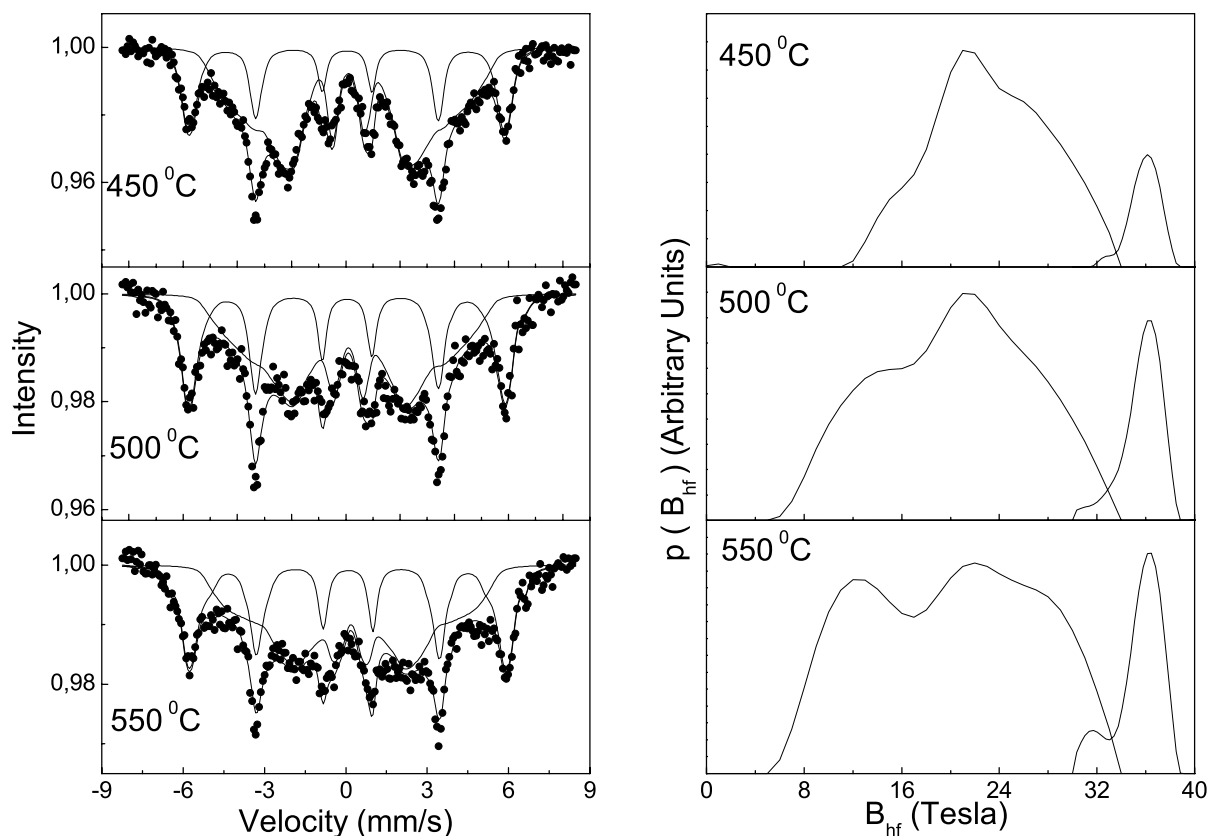 1,00
0,96
450 ⁰C
1,00
0,98
0,96
500 ⁰C
1,00
0,98
550 ⁰C
Intensity
-9 -6 -3 0 3 6 9
Velocity (mm/s)
450 ⁰C
500 ⁰C
550 ⁰C
p ( B_hf ) (Arbitrary Units)
0 8 16 24 32 40
B_hf (Tesla)